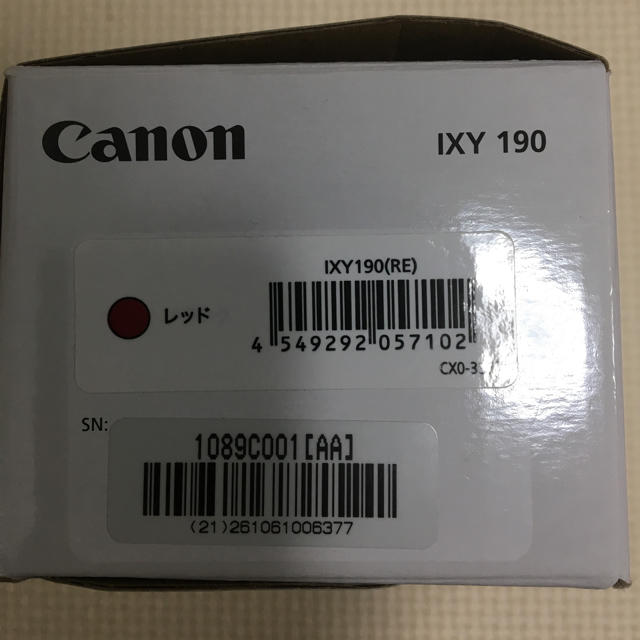 Canon
IXY 190
IXY190(RE)
レッド
4 549292 057102
SN:
1089C001[AA]
(21)261061006377